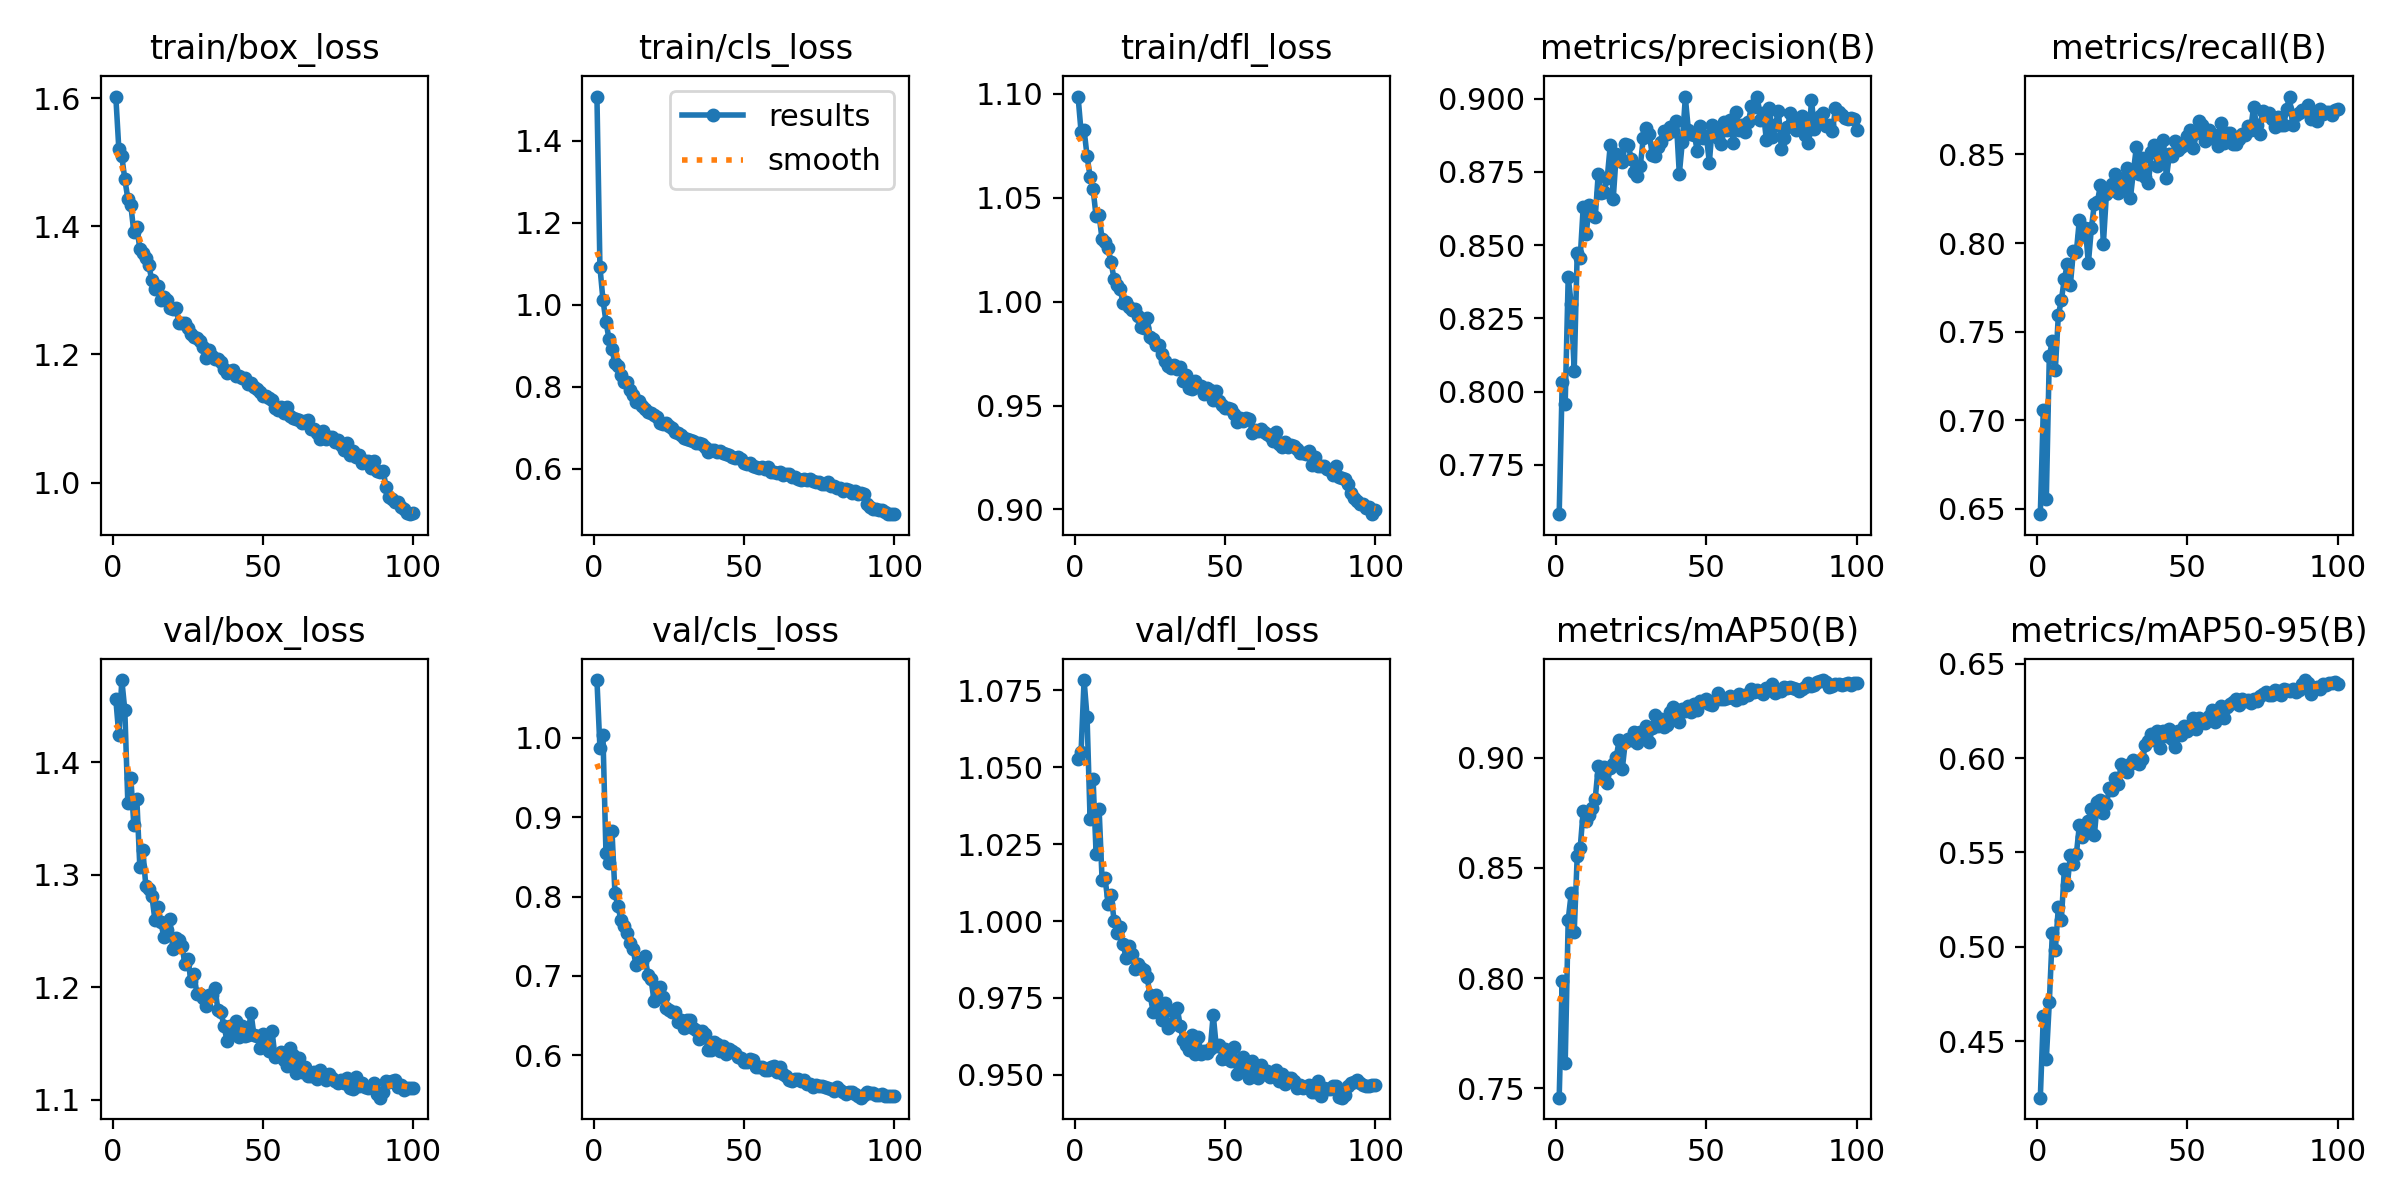 train/box_loss
1.6
1.4
1.2
1.0
0 50 100
train/cls_loss
results
smooth
1.4
1.2
1.0
0.8
0.6
0 50 100
train/dfl_loss
1.10
1.05
1.00
0.95
0.90
0 50 100
metrics/precision(B)
0.900
0.875
0.850
0.825
0.800
0.775
0 50 100
metrics/recall(B)
0.85
0.80
0.75
0.70
0.65
0 50 100
val/box_loss
1.4
1.3
1.2
1.1
0 50 100
val/cls_loss
1.0
0.9
0.8
0.7
0.6
0 50 100
val/dfl_loss
1.075
1.050
1.025
1.000
0.975
0.950
0 50 100
metrics/mAP50(B)
0.90
0.85
0.80
0.75
0 50 100
metrics/mAP50-95(B)
0.65
0.60
0.55
0.50
0.45
0 50 100